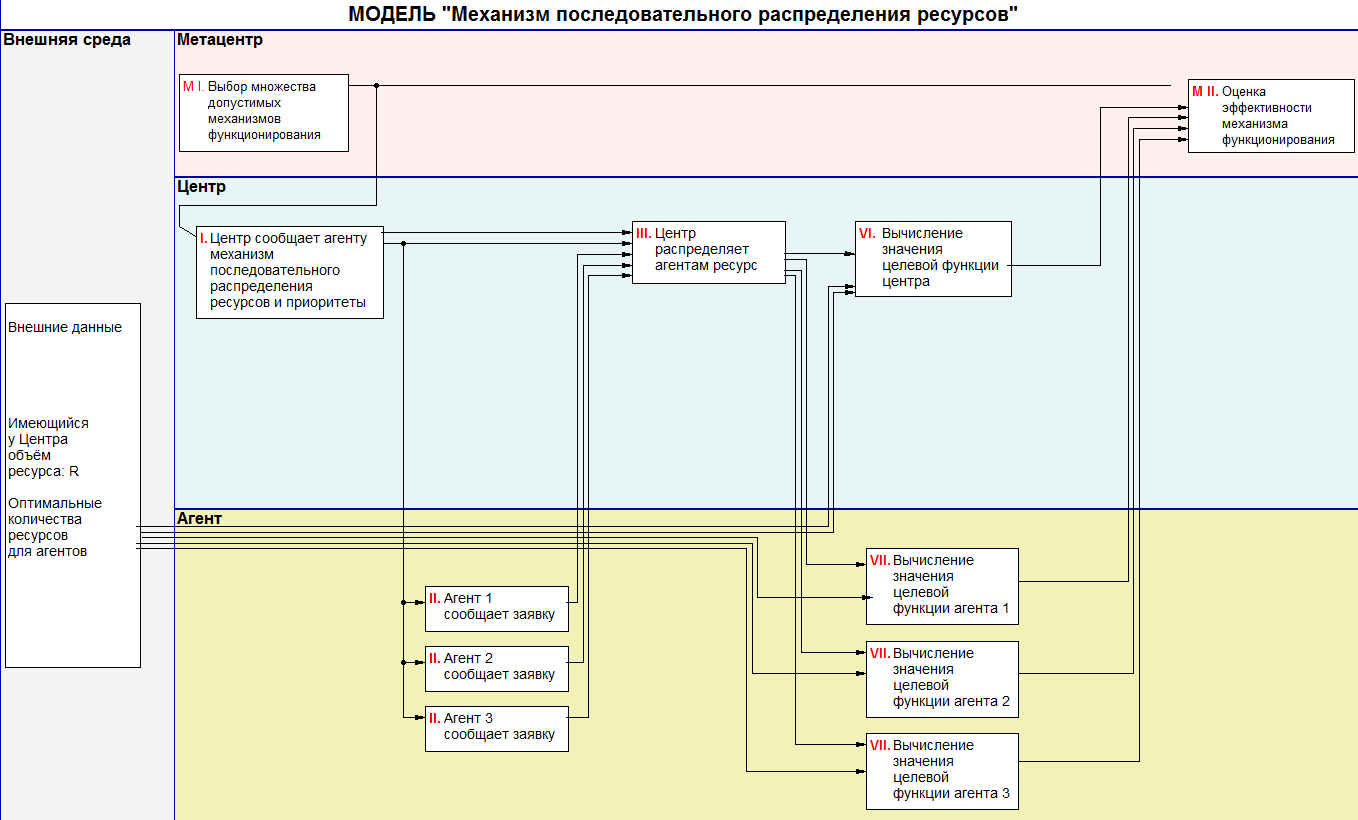 МОДЕЛЬ "Механизм последовательного распределения ресурсов"
Внешняя среда
Метацентр
М I. Выбор множества
допустимых
механизмов
функционирования
М II. Оценка
эффективности
механизма
функционирования
Центр
I. Центр сообщает агенту
механизм
последовательного
распределения
ресурсов и приоритеты
III. Центр
распределяет
агентам ресурс
VI. Вычисление
значения
целевой функции
центра
Внешние данные
Имеющийся
у Центра
объём
ресурса: R
Оптимальные
количества
ресурсов
для агентов
Агент
II. Агент 1
сообщает заявку
II. Агент 2
сообщает заявку
II. Агент 3
сообщает заявку
VII. Вычисление
значения
целевой
функции агента 1
VII. Вычисление
значения
целевой
функции агента 2
VII. Вычисление
значения
целевой
функции агента 3